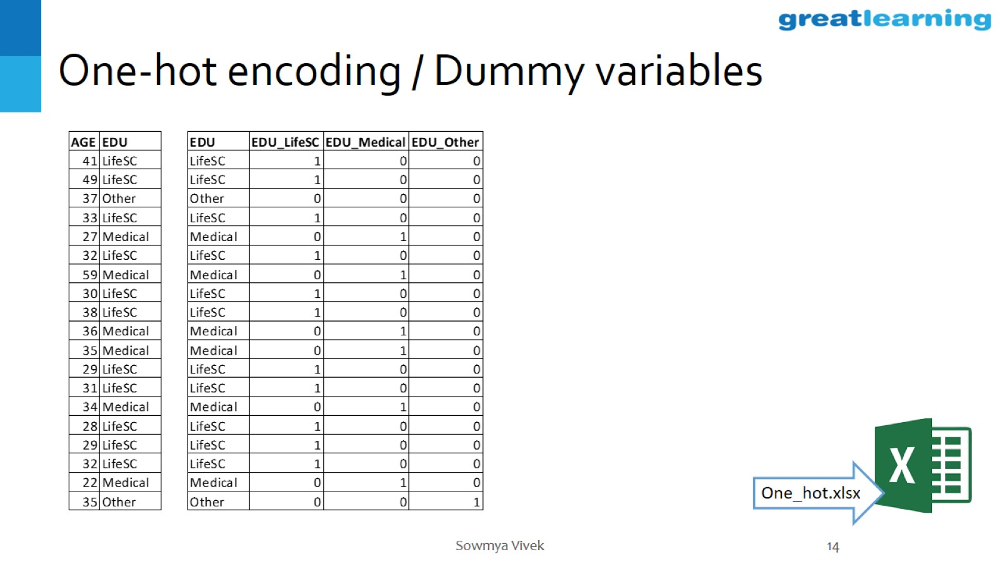 greatlearning
One-hot encoding / Dummy variables
AGE EDU EDU EDU_LifeSC EDU_Medical EDU_Other
41 LifeSC LifeSC 1 0 0
49 LifeSC LifeSC 1 0 0
37 Other Other 0 0 0
33 LifeSC LifeSC 1 0 0
27 Medical Medical 0 1 0
32 LifeSC LifeSC 1 0 0
59 Medical Medical 0 1 0
30 LifeSC LifeSC 1 0 0
38 LifeSC LifeSC 1 0 0
36 Medical Medical 0 1 0
35 Medical Medical 0 1 0
29 LifeSC LifeSC 1 0 0
31 LifeSC LifeSC 1 0 0
34 Medical Medical 0 1 0
28 LifeSC LifeSC 1 0 0
29 LifeSC LifeSC 1 0 0
32 LifeSC LifeSC 1 0 0
22 Medical Medical 0 1 0
35 Other Other 0 0 1
X
One_hot.xlsx
Sowmya Vivek 14